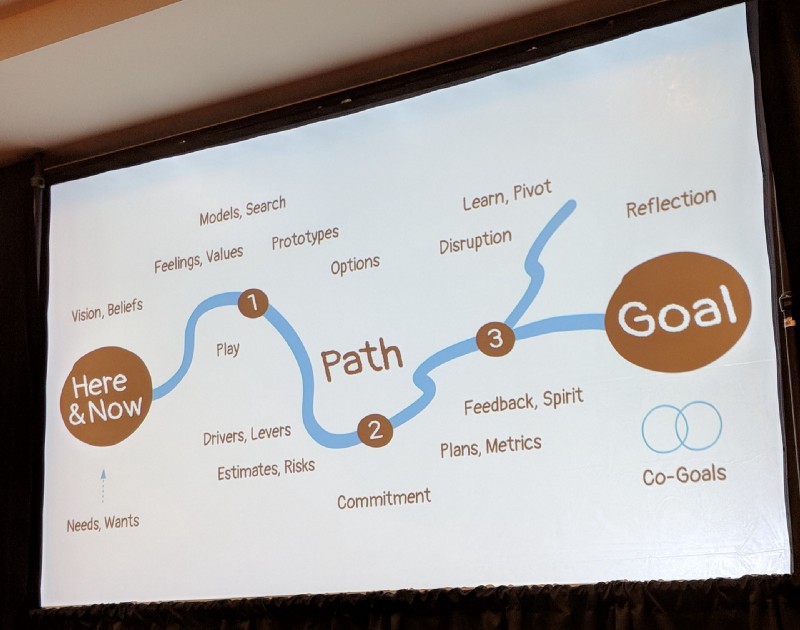 Models, Search
Learn, Pivot
Reflection
Prototypes
Disruption
Feelings, Values
Options
Vision, Beliefs
1
Goal
3
Play
Path
Here
& Now
Feedback, Spirit
Drivers, Levers
2
Plans, Metrics
Estimates, Risks
Co-Goals
Commitment
Needs, Wants